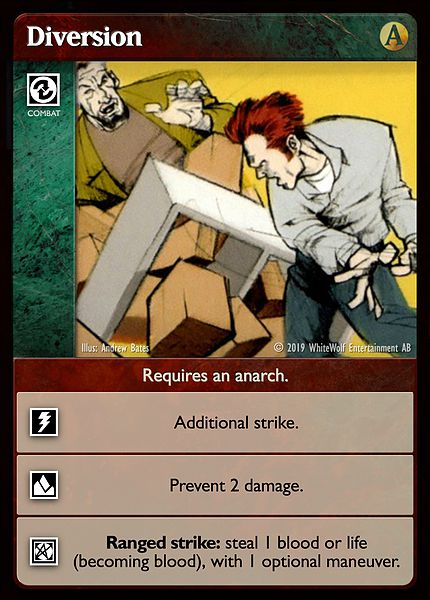 Diversion
A
COMBAT
Illus: Andrew Bates
© 2019 WhiteWolf Entertainment AB
Requires an anarch.
Additional strike.
Prevent 2 damage.
Ranged strike: steal 1 blood or life
(becoming blood), with 1 optional maneuver.